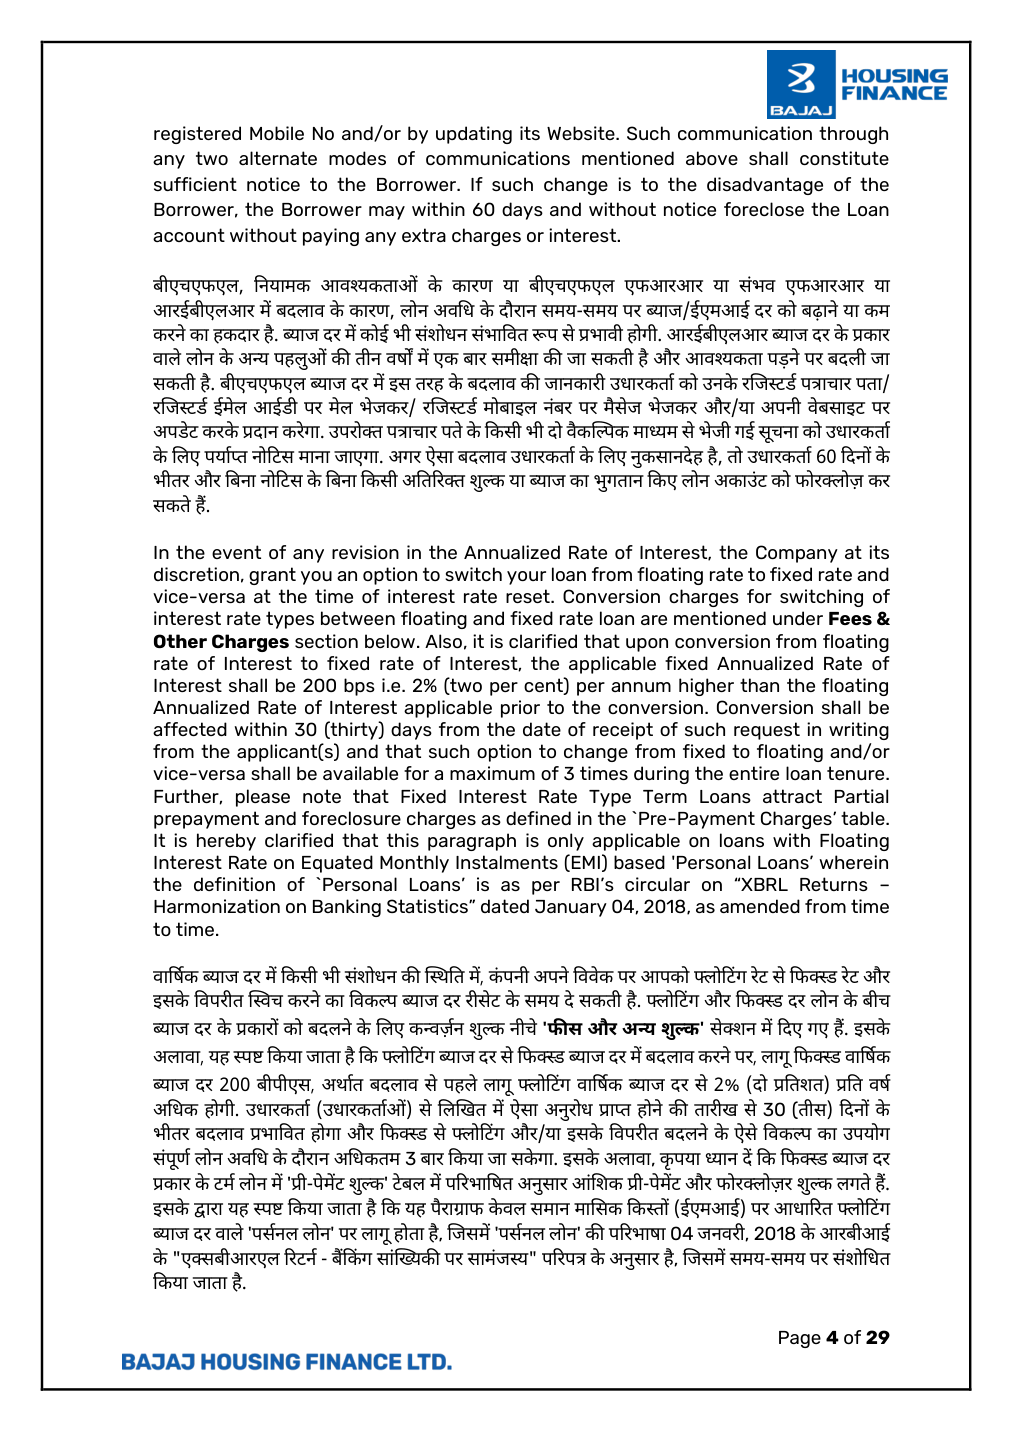 BAJAJ
HOUSING
FINANCE
registered Mobile No and/or by updating its Website. Such communication through
any two alternate modes of communications mentioned above shall constitute
sufficient notice to the Borrower. If such change is to the disadvantage of the
Borrower, the Borrower may within 60 days and without notice foreclose the Loan
account without paying any extra charges or interest.
बीएचएफएल, नियामक आवश्यकताओं के कारण या बीएचएफएल एफआरआर या संभव एफआरआर या
आरईबीएलआर में बदलाव के कारण, लोन अवधि के दौरान समय-समय पर ब्याज/ईएमआई दर को बढ़ाने या कम
करने का हकदार है. ब्याज दर में कोई भी संशोधन संभावित रूप से प्रभावी होगी. आरईबीएलआर ब्याज दर के प्रकार
वाले लोन के अन्य पहलुओं की तीन वर्षों में एक बार समीक्षा की जा सकती है और आवश्यकता पड़ने पर बदली जा
सकती है. बीएचएफएल ब्याज दर में इस तरह के बदलाव की जानकारी उधारकर्ता को उनके रजिस्टर्ड पत्राचार पता/
रजिस्टर्ड ईमेल आईडी पर मेल भेजकर/ रजिस्टर्ड मोबाइल नंबर पर मैसेज भेजकर और/या अपनी वेबसाइट पर
अपडेट करके प्रदान करेगा. उपरोक्त पत्राचार पते के किसी भी दो वैकल्पिक माध्यम से भेजी गई सूचना को उधारकर्ता
के लिए पर्याप्त नोटिस माना जाएगा. अगर ऐसा बदलाव उधारकर्ता के लिए नुकसानदेह है, तो उधारकर्ता 60 दिनों के
भीतर और बिना नोटिस के बिना किसी अतिरिक्त शुल्क या ब्याज का भुगतान किए लोन अकाउंट को फोरक्लोज़ कर
सकते हैं.
In the event of any revision in the Annualized Rate of Interest, the Company at its
discretion, grant you an option to switch your loan from floating rate to fixed rate and
vice-versa at the time of interest rate reset. Conversion charges for switching of
interest rate types between floating and fixed rate loan are mentioned under Fees &
Other Charges section below. Also, it is clarified that upon conversion from floating
rate of Interest to fixed rate of Interest, the applicable fixed Annualized Rate of
Interest shall be 200 bps i.e. 2% (two per cent) per annum higher than the floating
Annualized Rate of Interest applicable prior to the conversion. Conversion shall be
affected within 30 (thirty) days from the date of receipt of such request in writing
from the applicant(s) and that such option to change from fixed to floating and/or
vice-versa shall be available for a maximum of 3 times during the entire loan tenure.
Further, please note that Fixed Interest Rate Type Term Loans attract Partial
prepayment and foreclosure charges as defined in the `Pre-Payment Charges’ table.
It is hereby clarified that this paragraph is only applicable on loans with Floating
Interest Rate on Equated Monthly Instalments (EMI) based 'Personal Loans’ wherein
the definition of `Personal Loans’ is as per RBI’s circular on “XBRL Returns –
Harmonization on Banking Statistics” dated January 04, 2018, as amended from time
to time.
वार्षिक ब्याज दर में किसी भी संशोधन की स्थिति में, कंपनी अपने विवेक पर आपको फ्लोटिंग रेट से फिक्स्ड रेट और
इसके विपरीत स्विच करने का विकल्प ब्याज दर रीसेट के समय दे सकती है. फ्लोटिंग और फिक्स्ड दर लोन के बीच
ब्याज दर के प्रकारों को बदलने के लिए कन्वर्ज़न शुल्क नीचे 'फीस और अन्य शुल्क' सेक्शन में दिए गए हैं. इसके
अलावा, यह स्पष्ट किया जाता है कि फ्लोटिंग ब्याज दर से फिक्स्ड ब्याज दर में बदलाव करने पर, लागू फिक्स्ड वार्षिक
ब्याज दर 200 बीपीएस, अर्थात बदलाव से पहले लागू फ्लोटिंग वार्षिक ब्याज दर से 2% (दो प्रतिशत) प्रति वर्ष
अधिक होगी. उधारकर्ता (उधारकर्ताओं) से लिखित में ऐसा अनुरोध प्राप्त होने की तारीख से 30 (तीस) दिनों के
भीतर बदलाव प्रभावित होगा और फिक्स्ड से फ्लोटिंग और/या इसके विपरीत बदलने के ऐसे विकल्प का उपयोग
संपूर्ण लोन अवधि के दौरान अधिकतम 3 बार किया जा सकेगा. इसके अलावा, कृपया ध्यान दें कि फिक्स्ड ब्याज दर
प्रकार के टर्म लोन में 'प्री-पेमेंट शुल्क' टेबल में परिभाषित अनुसार आंशिक प्री-पेमेंट और फोरक्लोज़र शुल्क लगते हैं.
इसके द्वारा यह स्पष्ट किया जाता है कि यह पैराग्राफ केवल समान मासिक किस्तों (ईएमआई) पर आधारित फ्लोटिंग
ब्याज दर वाले 'पर्सनल लोन' पर लागू होता है, जिसमें 'पर्सनल लोन' की परिभाषा 04 जनवरी, 2018 के आरबीआई
के "एक्सबीआरएल रिटर्न - बैंकिंग सांख्यिकी पर सामंजस्य" परिपत्र के अनुसार है, जिसमें समय-समय पर संशोधित
किया जाता है.
Page 4 of 29
BAJAJ HOUSING FINANCE LTD.